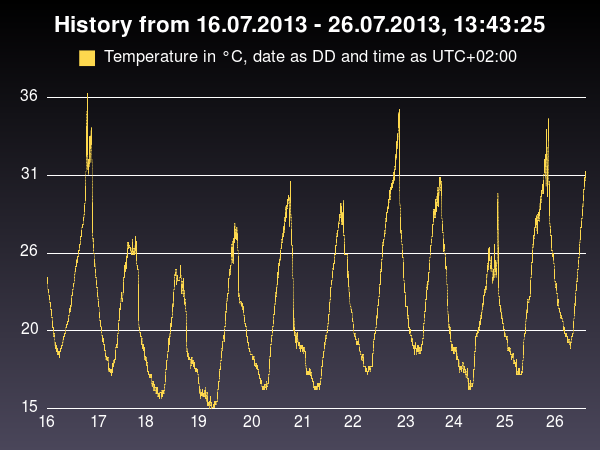 History from 16.07.2013 - 26.07.2013, 13:43:25
Temperature in °C, date as DD and time as UTC+02:00
36
31
26
20
15
16 17 18 19 20 21 22 23 24 25 26